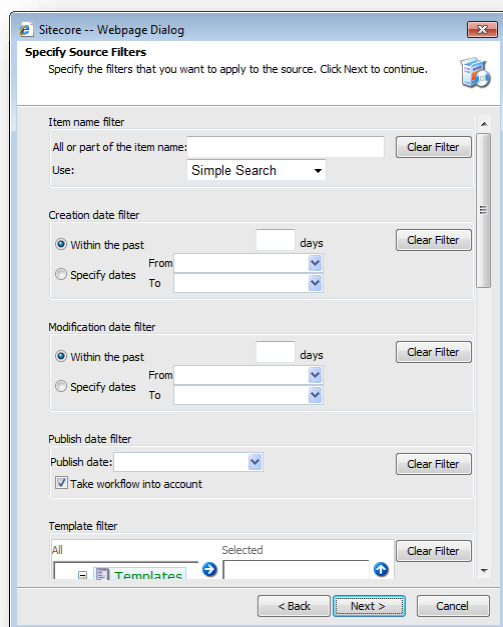 Sitecore -- Webpage Dialog
Specify Source Filters
Specify the filters that you want to apply to the source. Click Next to continue.
Item name filter
All or part of the item name:
Clear Filter
Use:
Simple Search
Creation date filter
Within the past
days
Clear Filter
From
Specify dates
To
Modification date filter
Within the past
days
Clear Filter
From
Specify dates
To
Publish date filter
Publish date:
Clear Filter
Take workflow into account
Template filter
All
Selected
Clear Filter
Templates
< Back
Next >
Cancel